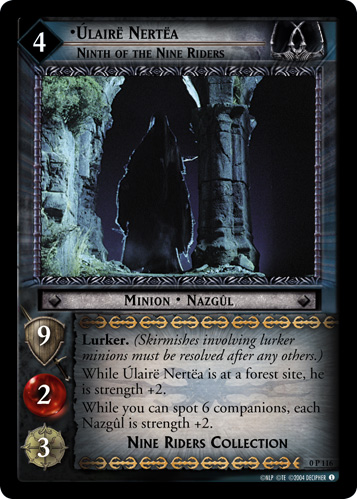 4
•Úlairë Nertëa
Ninth of the Nine Riders
Minion • Nazgûl
9
Lurker. (Skirmishes involving lurker
minions must be resolved after any others.)
While Úlairë Nertëa is at a forest site, he
is strength +2.
While you can spot 6 companions, each
Nazgûl is strength +2.
2
3
Nine Riders Collection
©NLP ©TE ©2004 DECIPHER